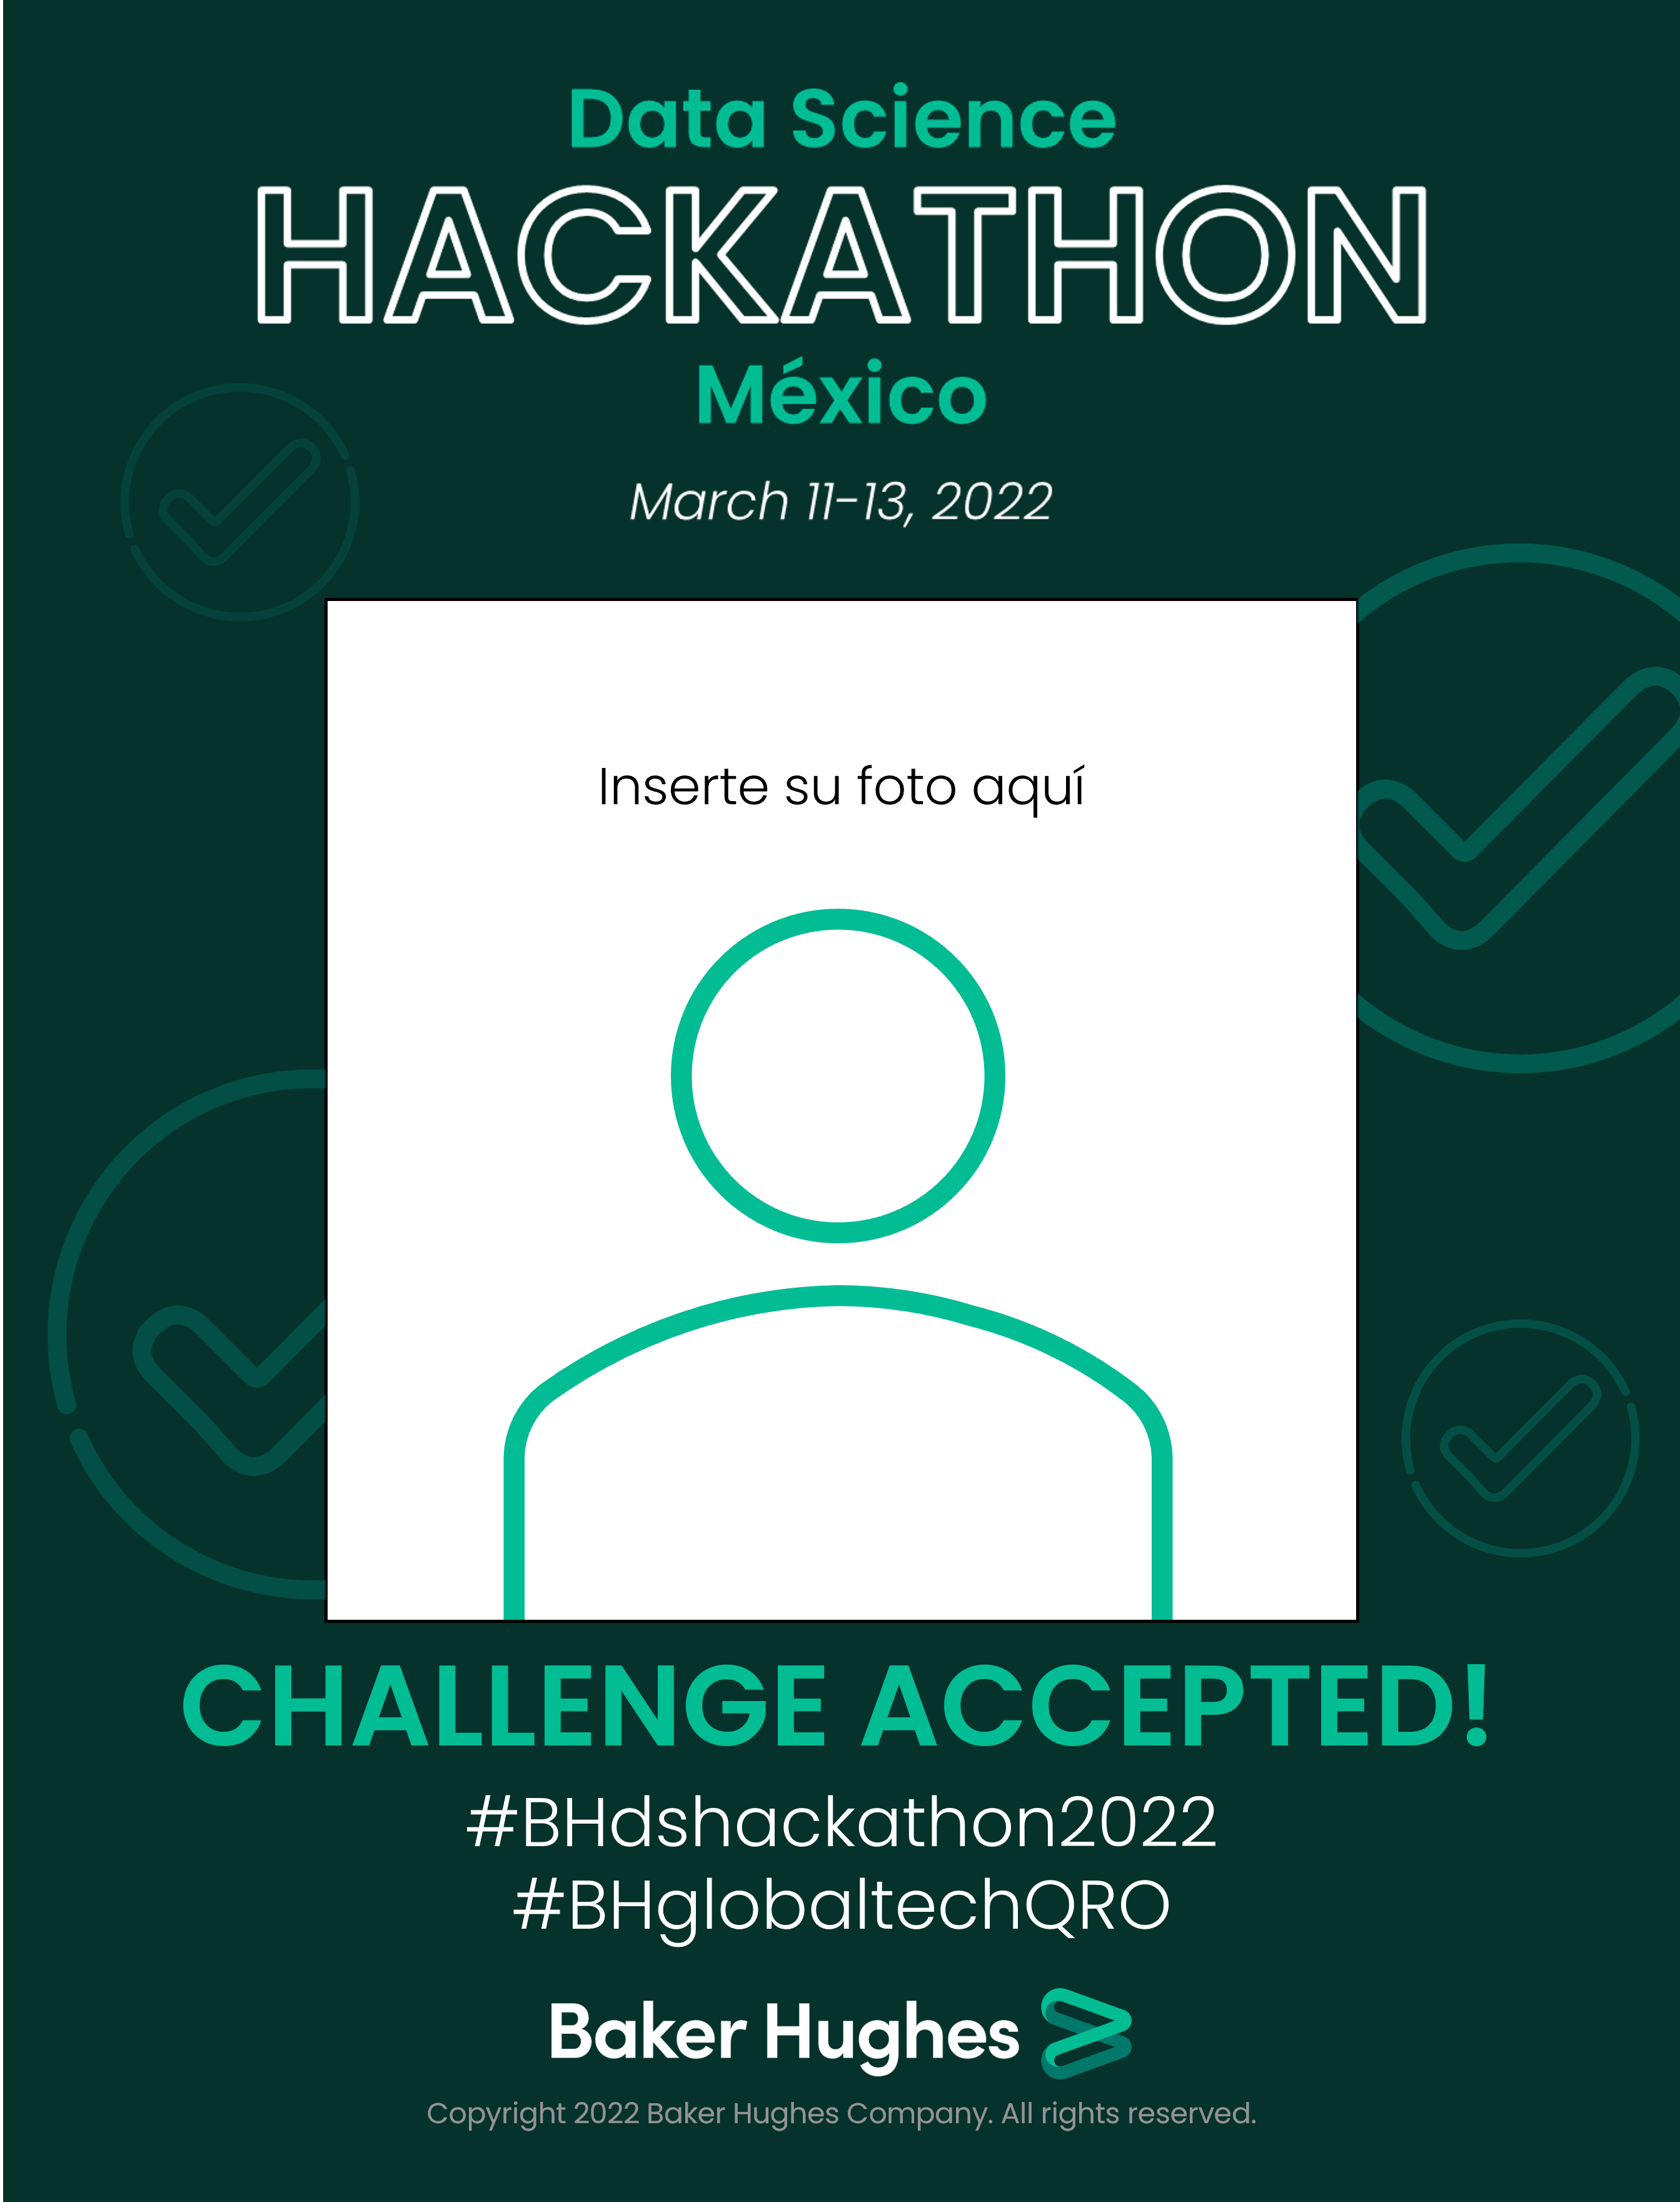 Data Science
HACKATHON
México
March 11-13, 2022
Inserte su foto aquí
CHALLENGE ACCEPTED!
#BHdshackathon2022
#BHglobaltechQRO
Baker Hughes
Copyright 2022 Baker Hughes Company. All rights reserved.